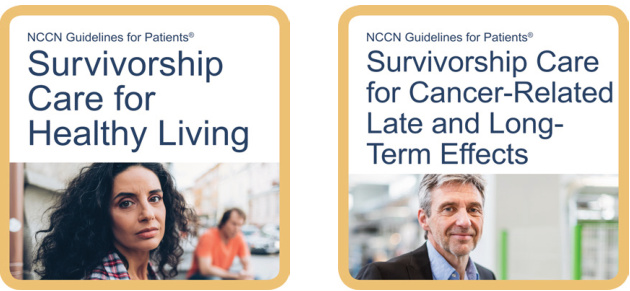 NCCN Guidelines for Patients®
Survivorship
Care for
Healthy Living
NCCN Guidelines for Patients®
Survivorship Care
for Cancer-Related
Late and Long-
Term Effects